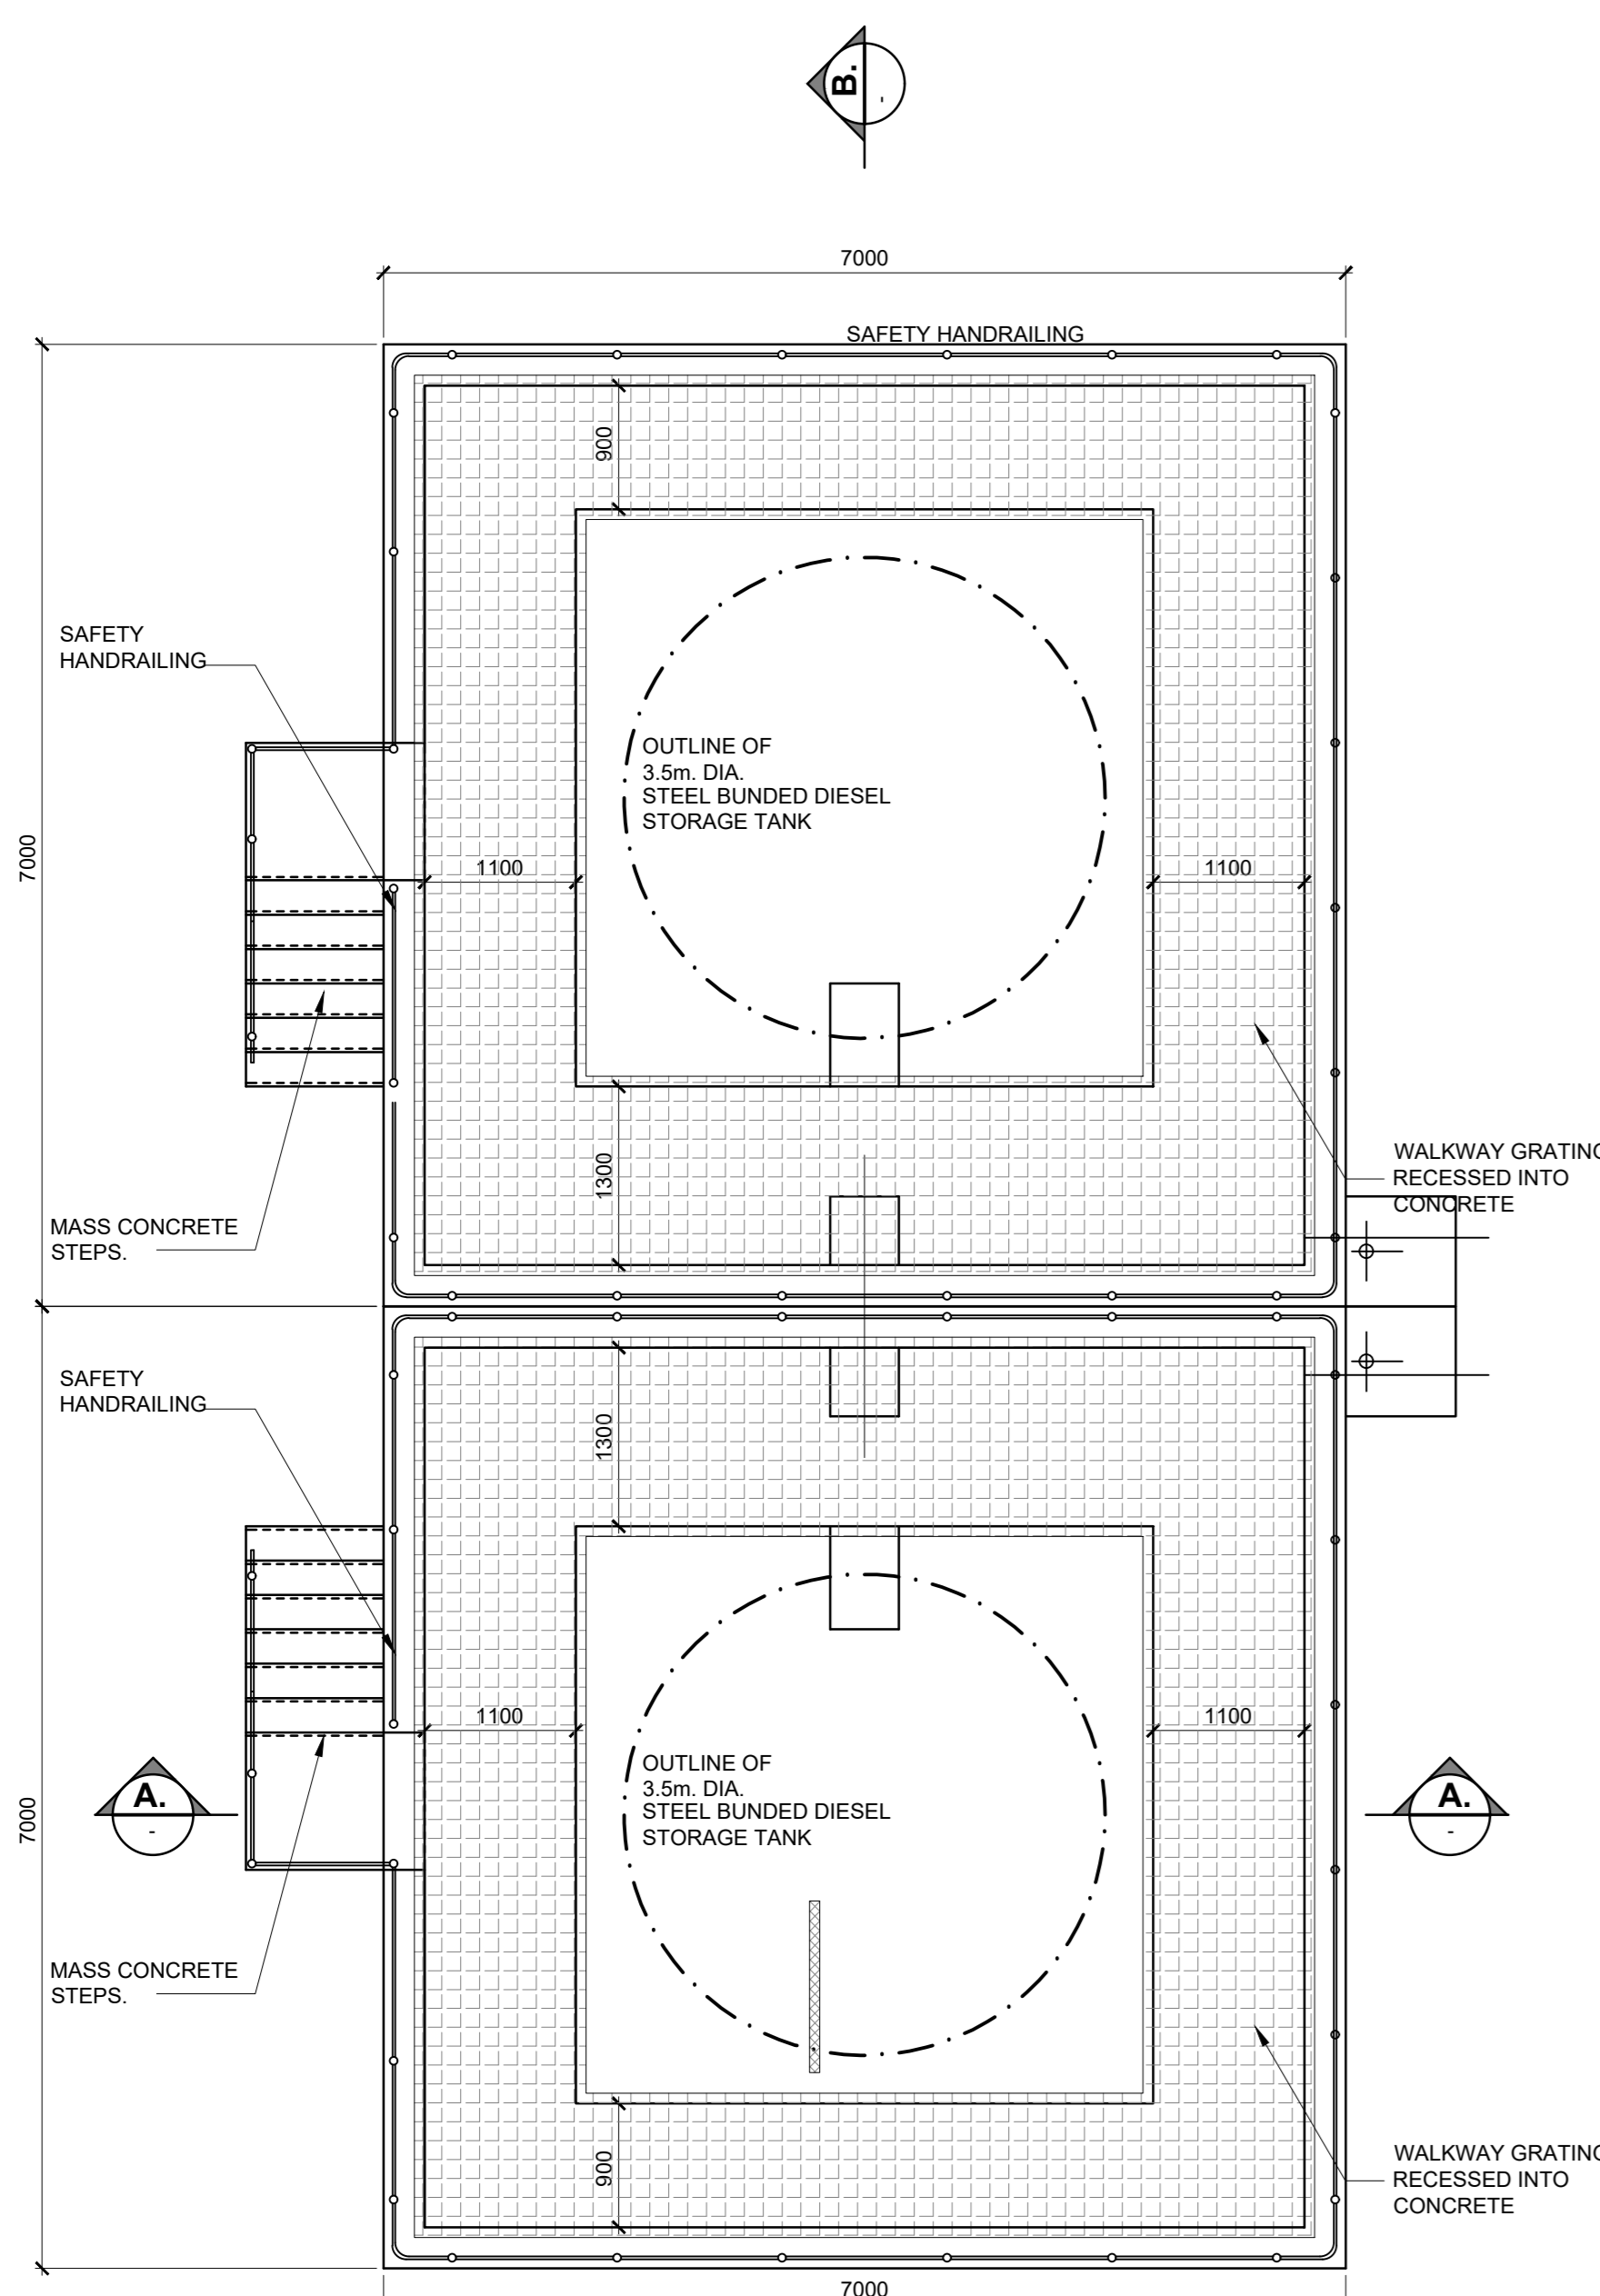 B.
-
7000
SAFETY HANDRAILING
900
SAFETY
HANDRAILING
OUTLINE OF
3.5m. DIA.
STEEL BUNDED DIESEL
STORAGE TANK
7000
1100
1100
WALKWAY GRATING
RECESSED INTO
CONCRETE
1300
MASS CONCRETE
STEPS.
SAFETY
HANDRAILING
1300
1100
1100
OUTLINE OF
3.5m. DIA.
STEEL BUNDED DIESEL
STORAGE TANK
A.
-
A.
-
7000
MASS CONCRETE
STEPS.
900
WALKWAY GRATING
RECESSED INTO
CONCRETE
7000